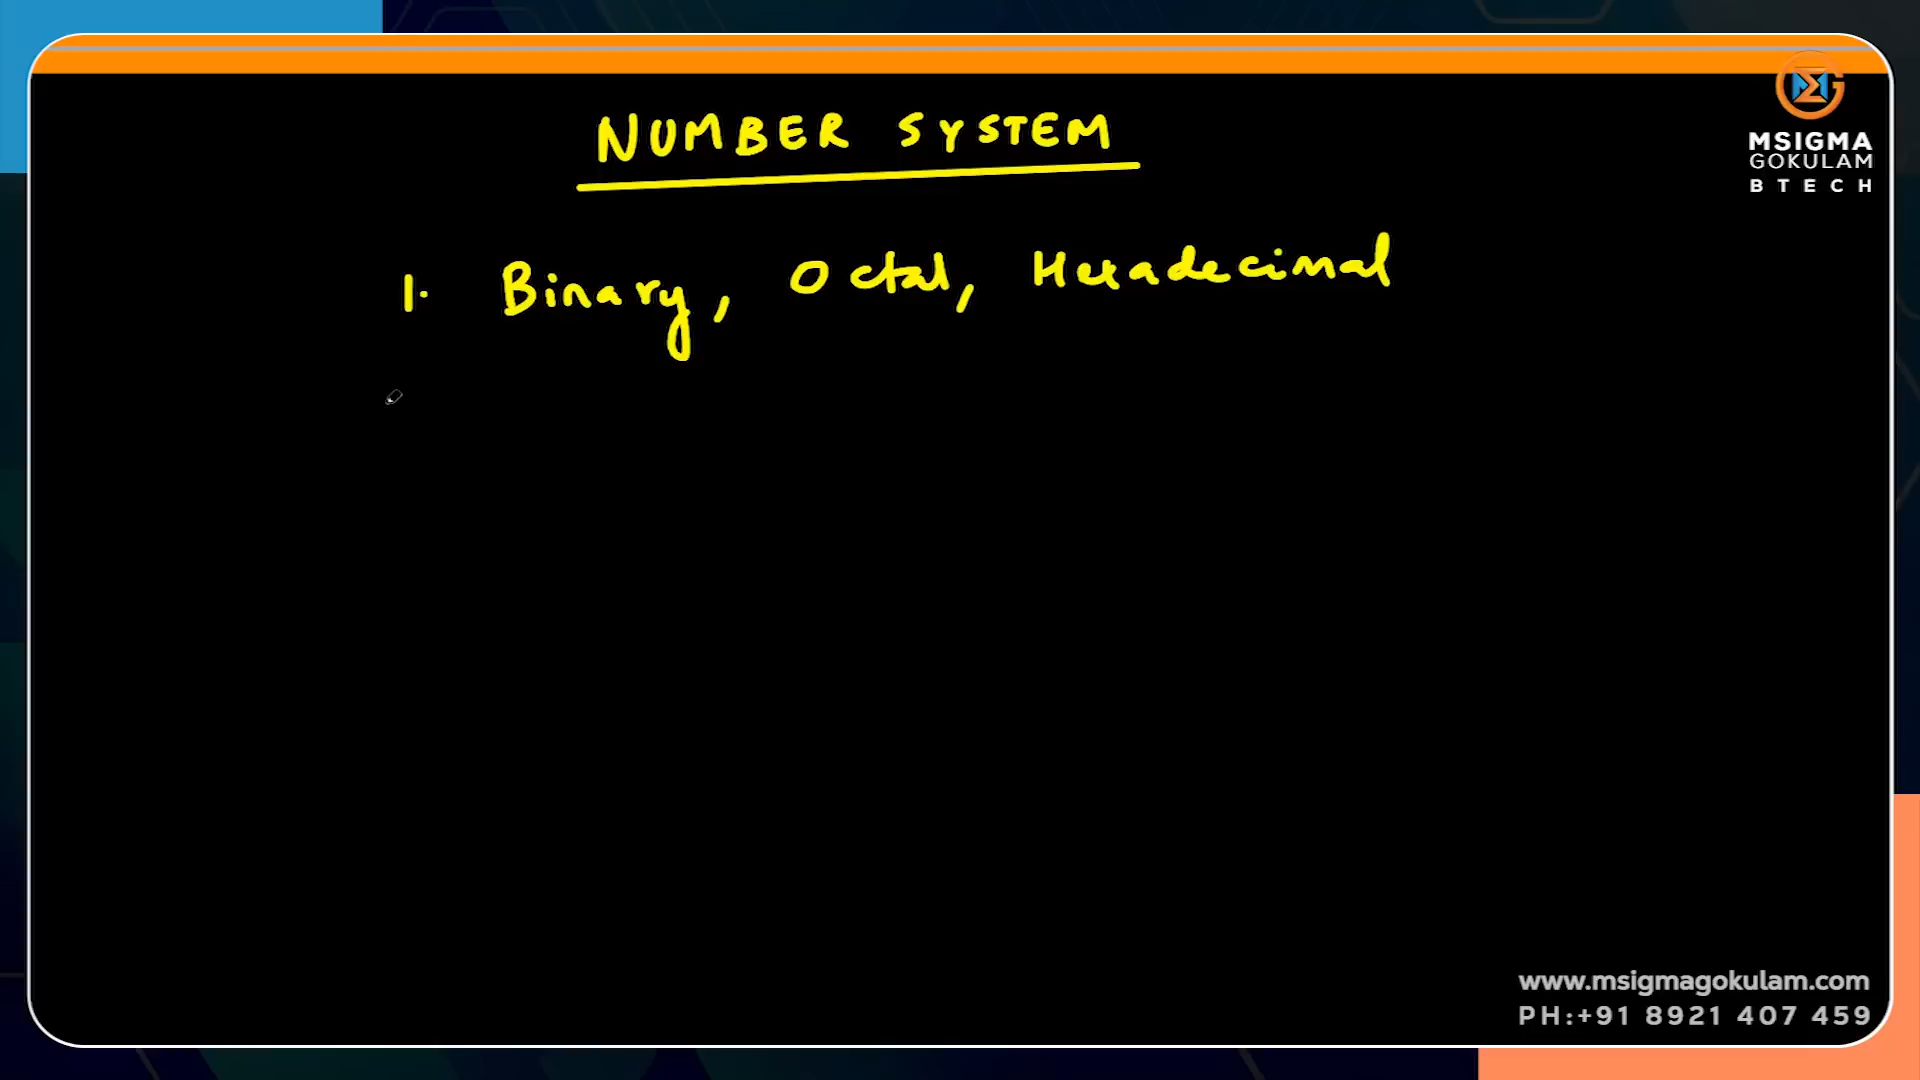 NUMBER SYSTEM
MSIGMA
GOKULAM
BTECH
1. Binary, Octal, Hexadecimal
www.msigmagokulam.com
PH:+91 8921 407 459